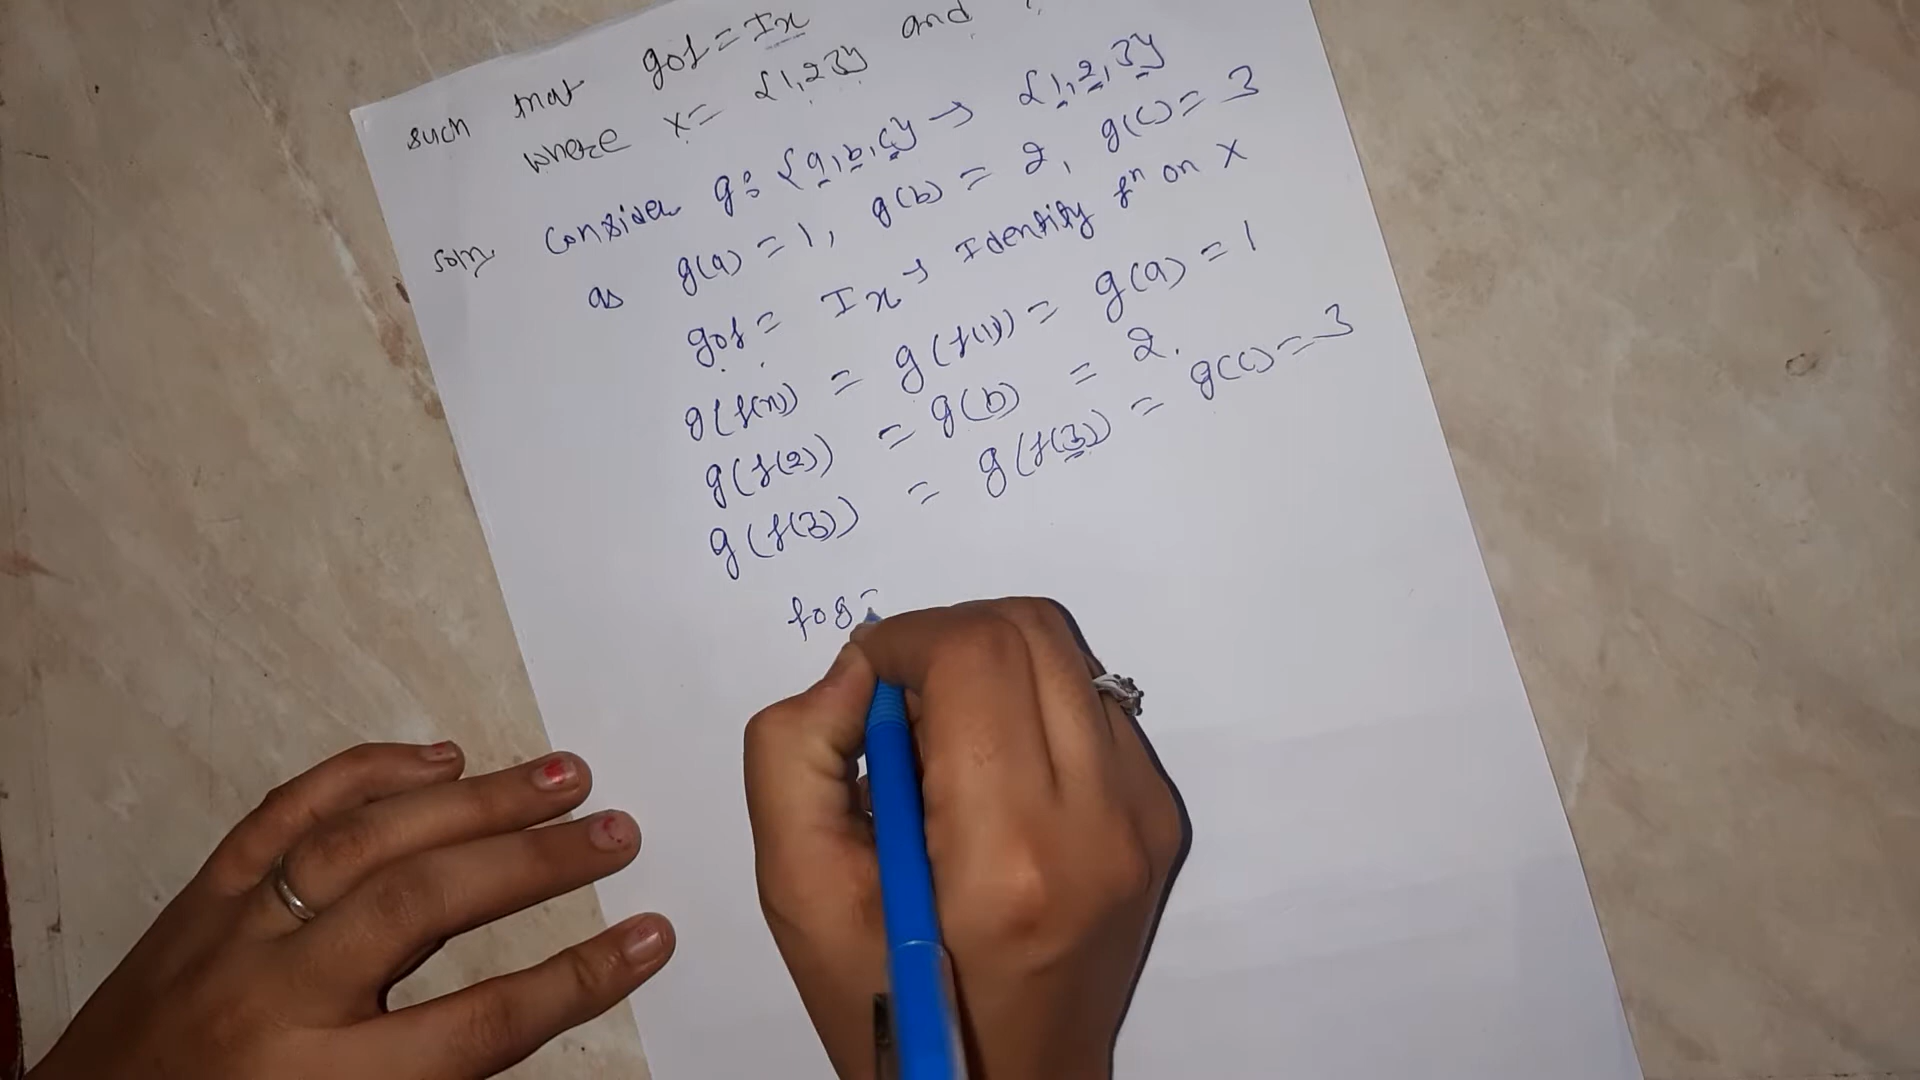 such that gof = Ix
where x = {1,2,3} and
soln Consider g: {a,b,c} → {1,2,3}
as g(a) = 1, g(b) = 2, g(c) = 3
gof = Ix → Identity fn on X
g(f(x)) = g(f(1)) = g(a) = 1
g(f(2)) = g(b) = 2.
g(f(3)) = g(f(3)) = g(c) = 3
fog =